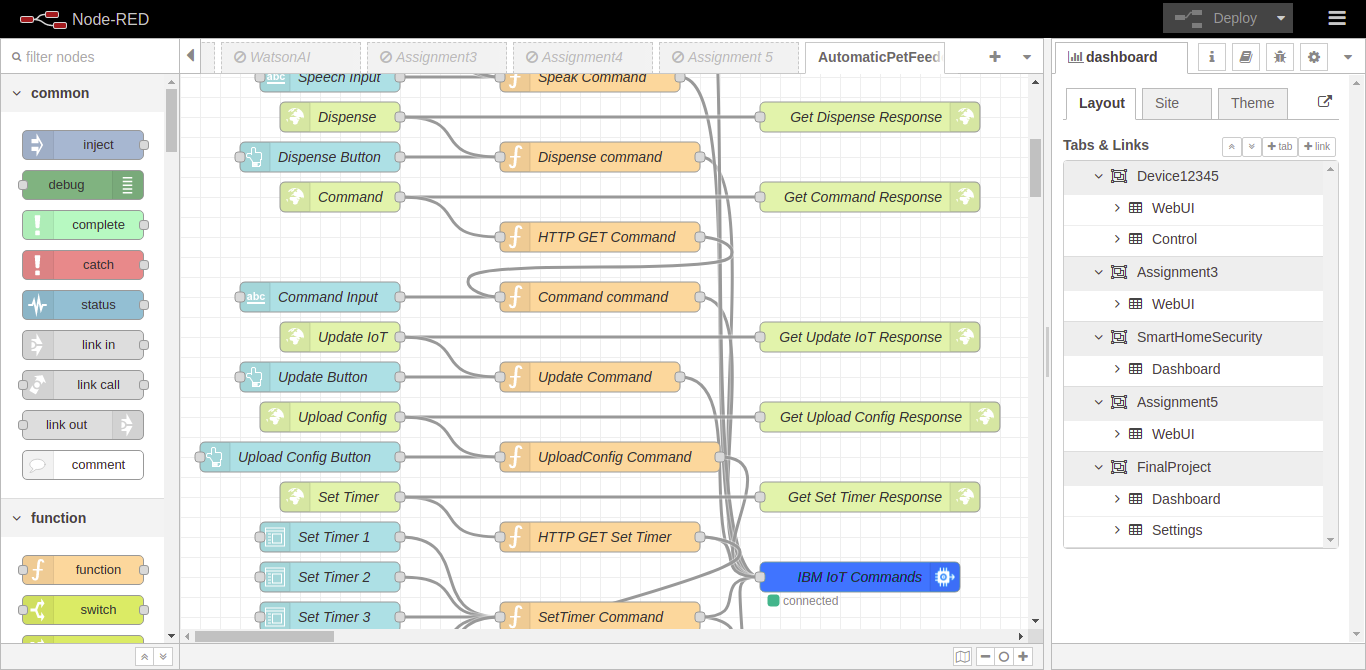 Node-RED
Deploy
filter nodes
WatsonAI
Assignment3
Assignment4
Assignment 5
AutomaticPetFeed
dashboard
common
inject
debug
complete
catch
status
link in
link call
link out
comment
function
function
switch
abc Speech Input
Speak Command
Dispense
Get Dispense Response
Dispense Button
Dispense command
Command
Get Command Response
HTTP GET Command
abc Command Input
Command command
Update IoT
Get Update IoT Response
Update Button
Update Command
Upload Config
Get Upload Config Response
Upload Config Button
UploadConfig Command
Set Timer
Get Set Timer Response
Set Timer 1
HTTP GET Set Timer
Set Timer 2
IBM IoT Commands
connected
Set Timer 3
SetTimer Command
Layout
Site
Theme
Tabs & Links
+ tab
+ link
Device12345
WebUI
Control
Assignment3
WebUI
SmartHomeSecurity
Dashboard
Assignment5
WebUI
FinalProject
Dashboard
Settings